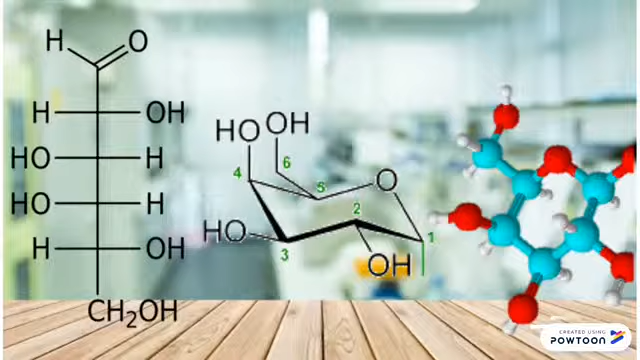 H O
H OH
HO H
HO H
H OH
CH₂OH
HO OH
6
4
5
O
2
HO
1
3
OH
CREATED USING
POWTOON